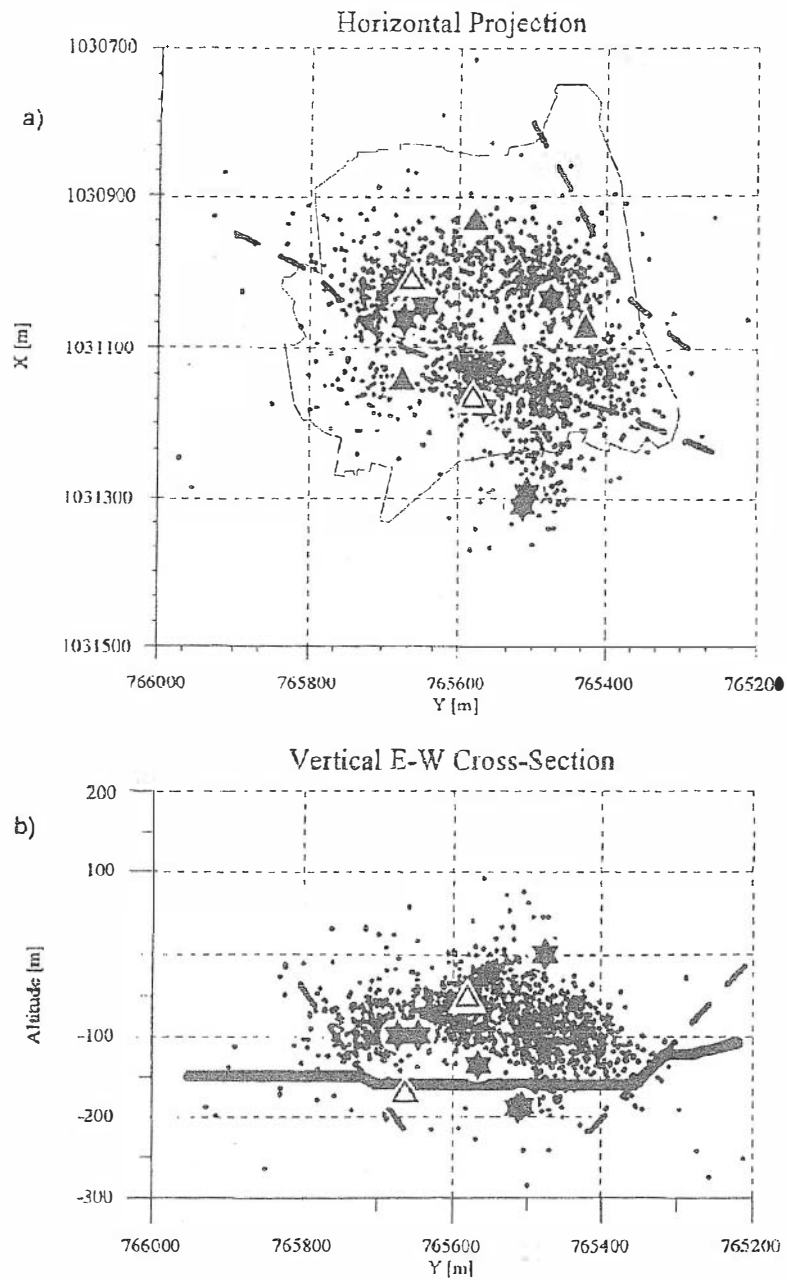 Horizontal Projection
a)
1030700
1030900
1031100
1031300
1031500
X [m]
766000 765800 765600 765400 765200
Y [m]
Vertical E-W Cross-Section
b)
200
100
-100
-200
-300
Altitude [m]
766000 765800 765600 765400 765200
Y [m]